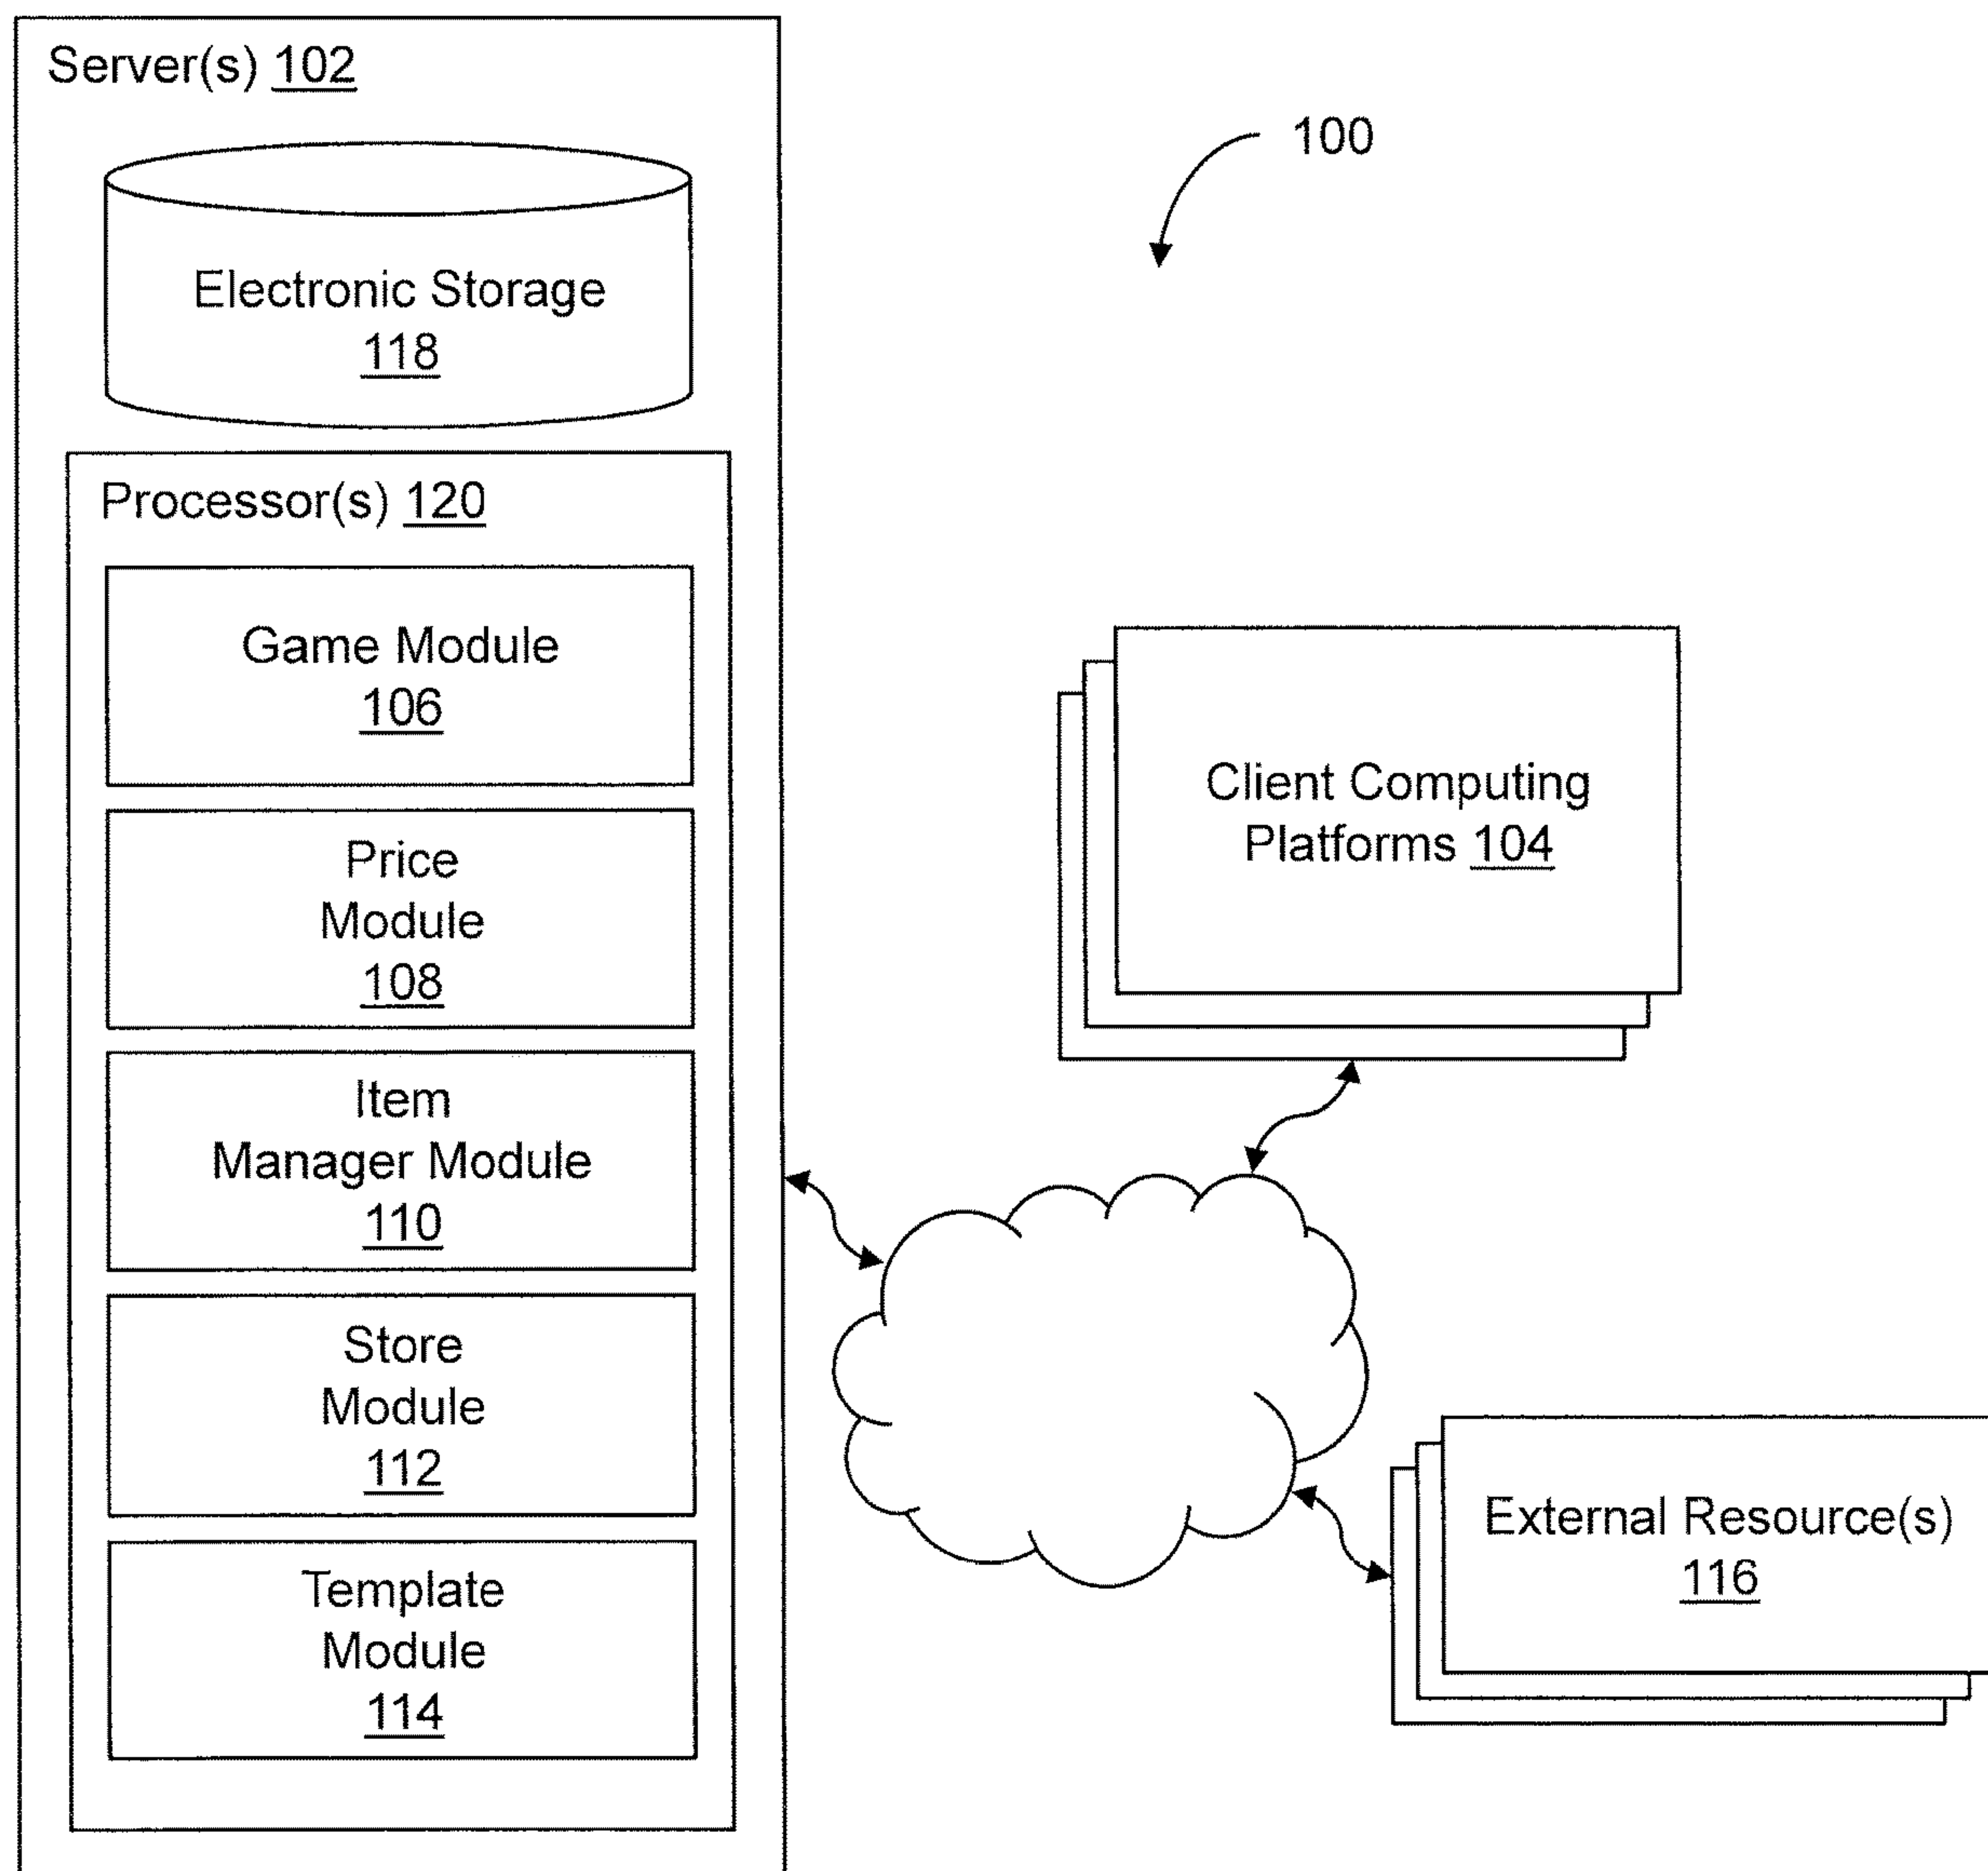 Server(s) 102
100
Electronic Storage
118
Processor(s) 120
Game Module
106
Price
Module
108
Item
Manager Module
110
Store
Module
112
Template
Module
114
Client Computing
Platforms 104
External Resource(s)
116